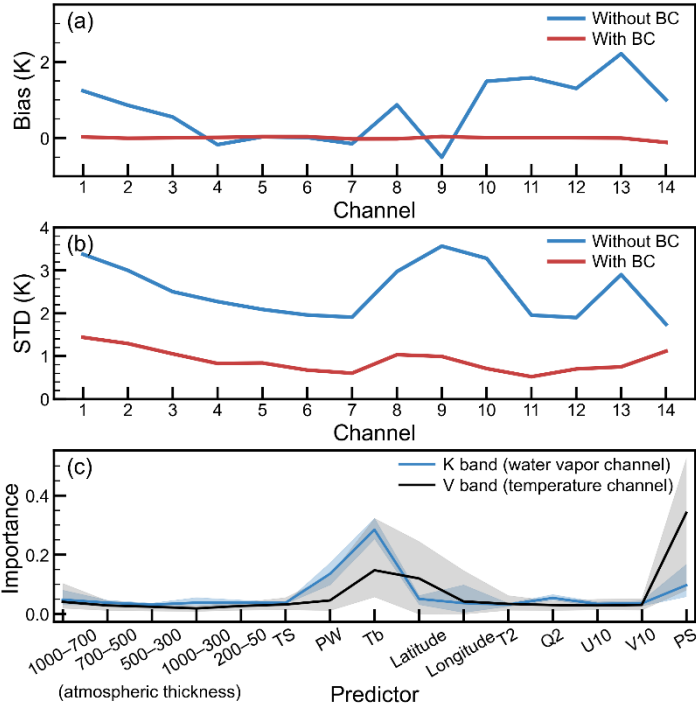 (a)
Without BC
With BC
Bias (K)
2
0
1 2 3 4 5 6 7 8 9 10 11 12 13 14
Channel
(b)
Without BC
With BC
STD (K)
4
3
2
1
0
1 2 3 4 5 6 7 8 9 10 11 12 13 14
Channel
(c)
K band (water vapor channel)
V band (temperature channel)
Importance
0.4
0.2
0.0
1000–700 700–500 500–300 1000–300 200–50 TS PW Tb Latitude Longitude T2 Q2 U10 V10 PS
(atmospheric thickness)
Predictor